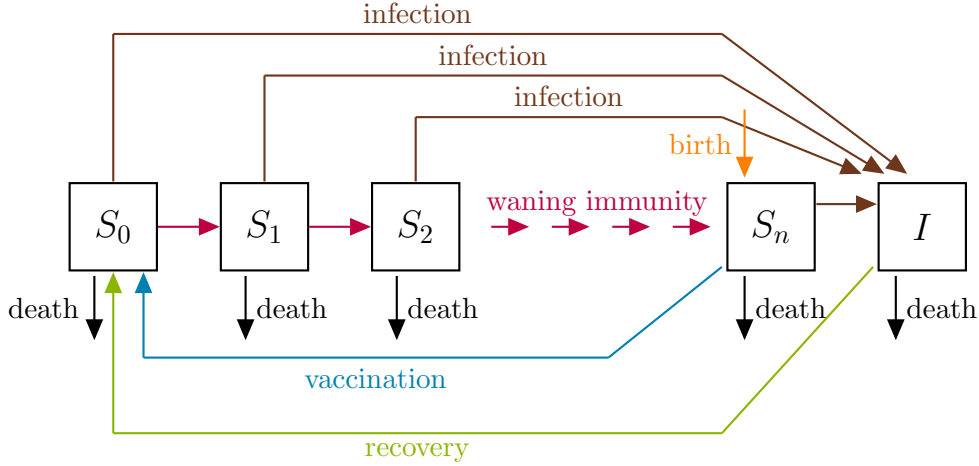 infection
infection
infection
birth
waning immunity
S₀
S₁
S₂
Sₙ
I
death
death
death
death
death
vaccination
recovery